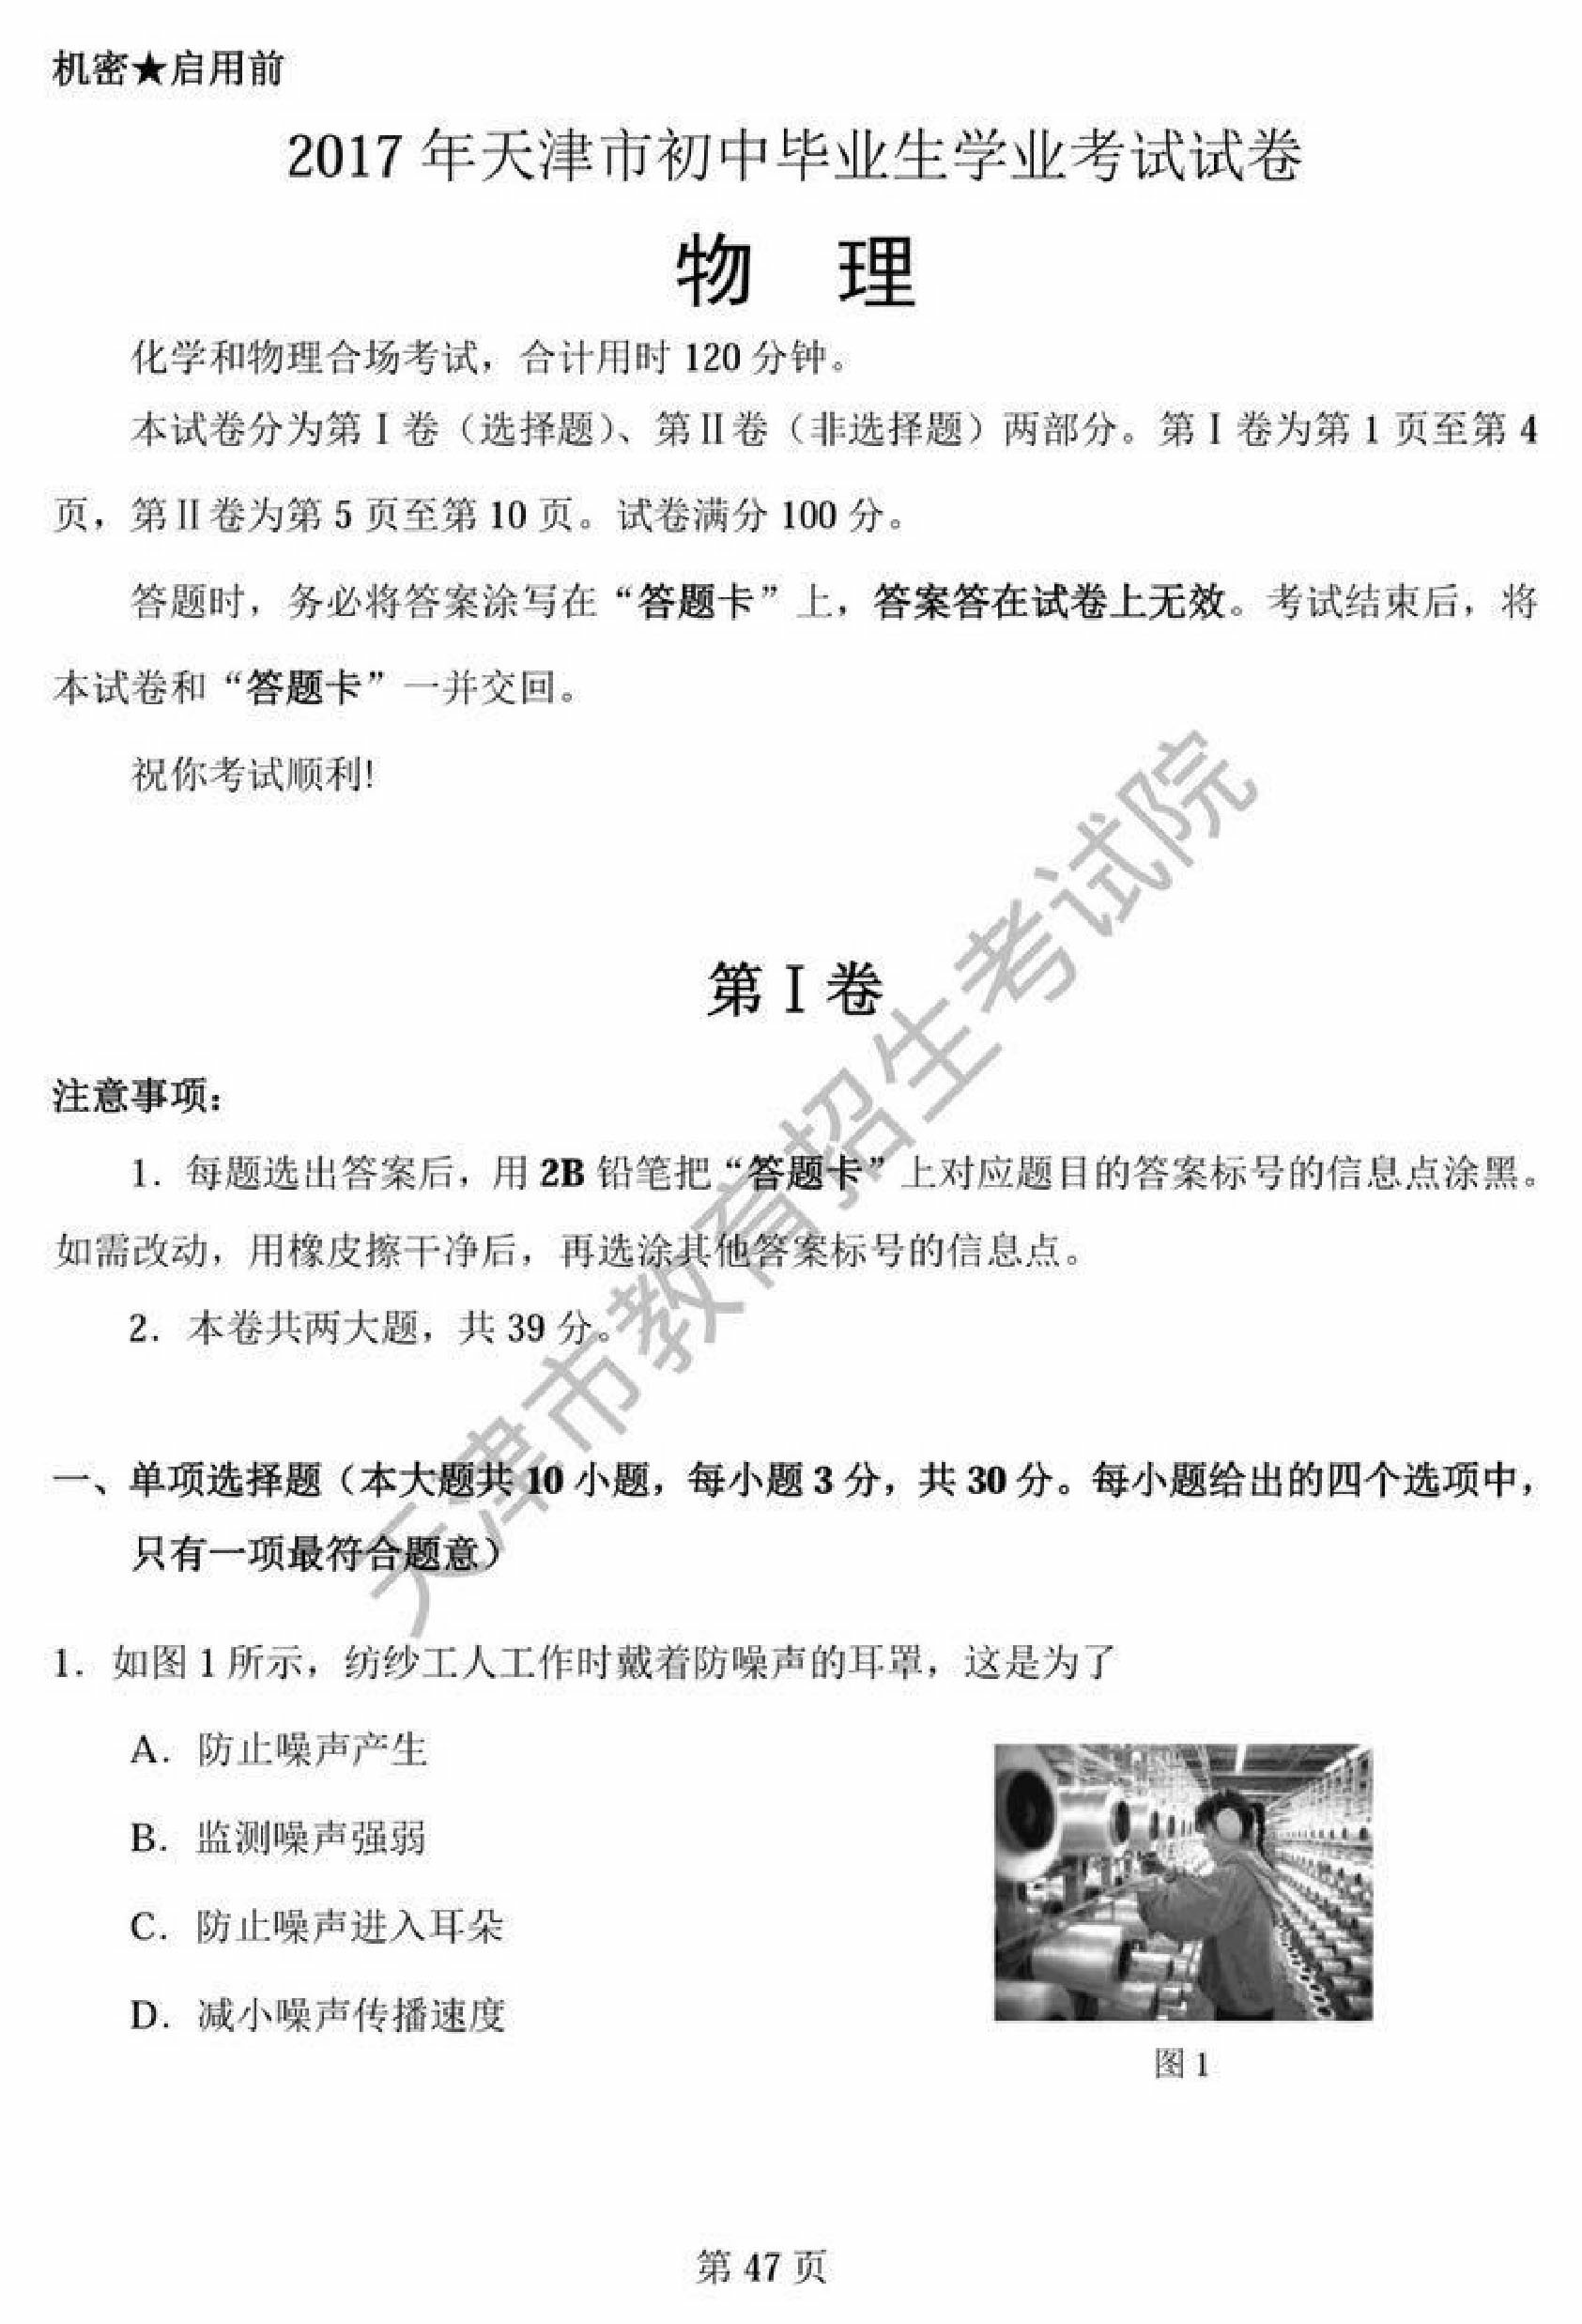 机密★启用前
2017 年天津市初中毕业生学业考试试卷
物 理
化学和物理合场考试，合计用时 120 分钟。
本试卷分为第Ⅰ卷（选择题）、第Ⅱ卷（非选择题）两部分。第Ⅰ卷为第 1 页至第 4
页，第Ⅱ卷为第 5 页至第 10 页。试卷满分 100 分。
答题时，务必将答案涂写在“答题卡”上，答案答在试卷上无效。考试结束后，将
本试卷和“答题卡”一并交回。
祝你考试顺利!
第Ⅰ卷
注意事项：
1. 每题选出答案后，用 2B 铅笔把“答题卡”上对应题目的答案标号的信息点涂黑。
如需改动，用橡皮擦干净后，再选涂其他答案标号的信息点。
2. 本卷共两大题，共 39 分。
一、单项选择题（本大题共 10 小题，每小题 3 分，共 30 分。每小题给出的四个选项中，
只有一项最符合题意）
1. 如图 1 所示，纺纱工人工作时戴着防噪声的耳罩，这是为了
A. 防止噪声产生
B. 监测噪声强弱
C. 防止噪声进入耳朵
D. 减小噪声传播速度
图 1
第 47 页
天津市教育招生考试院